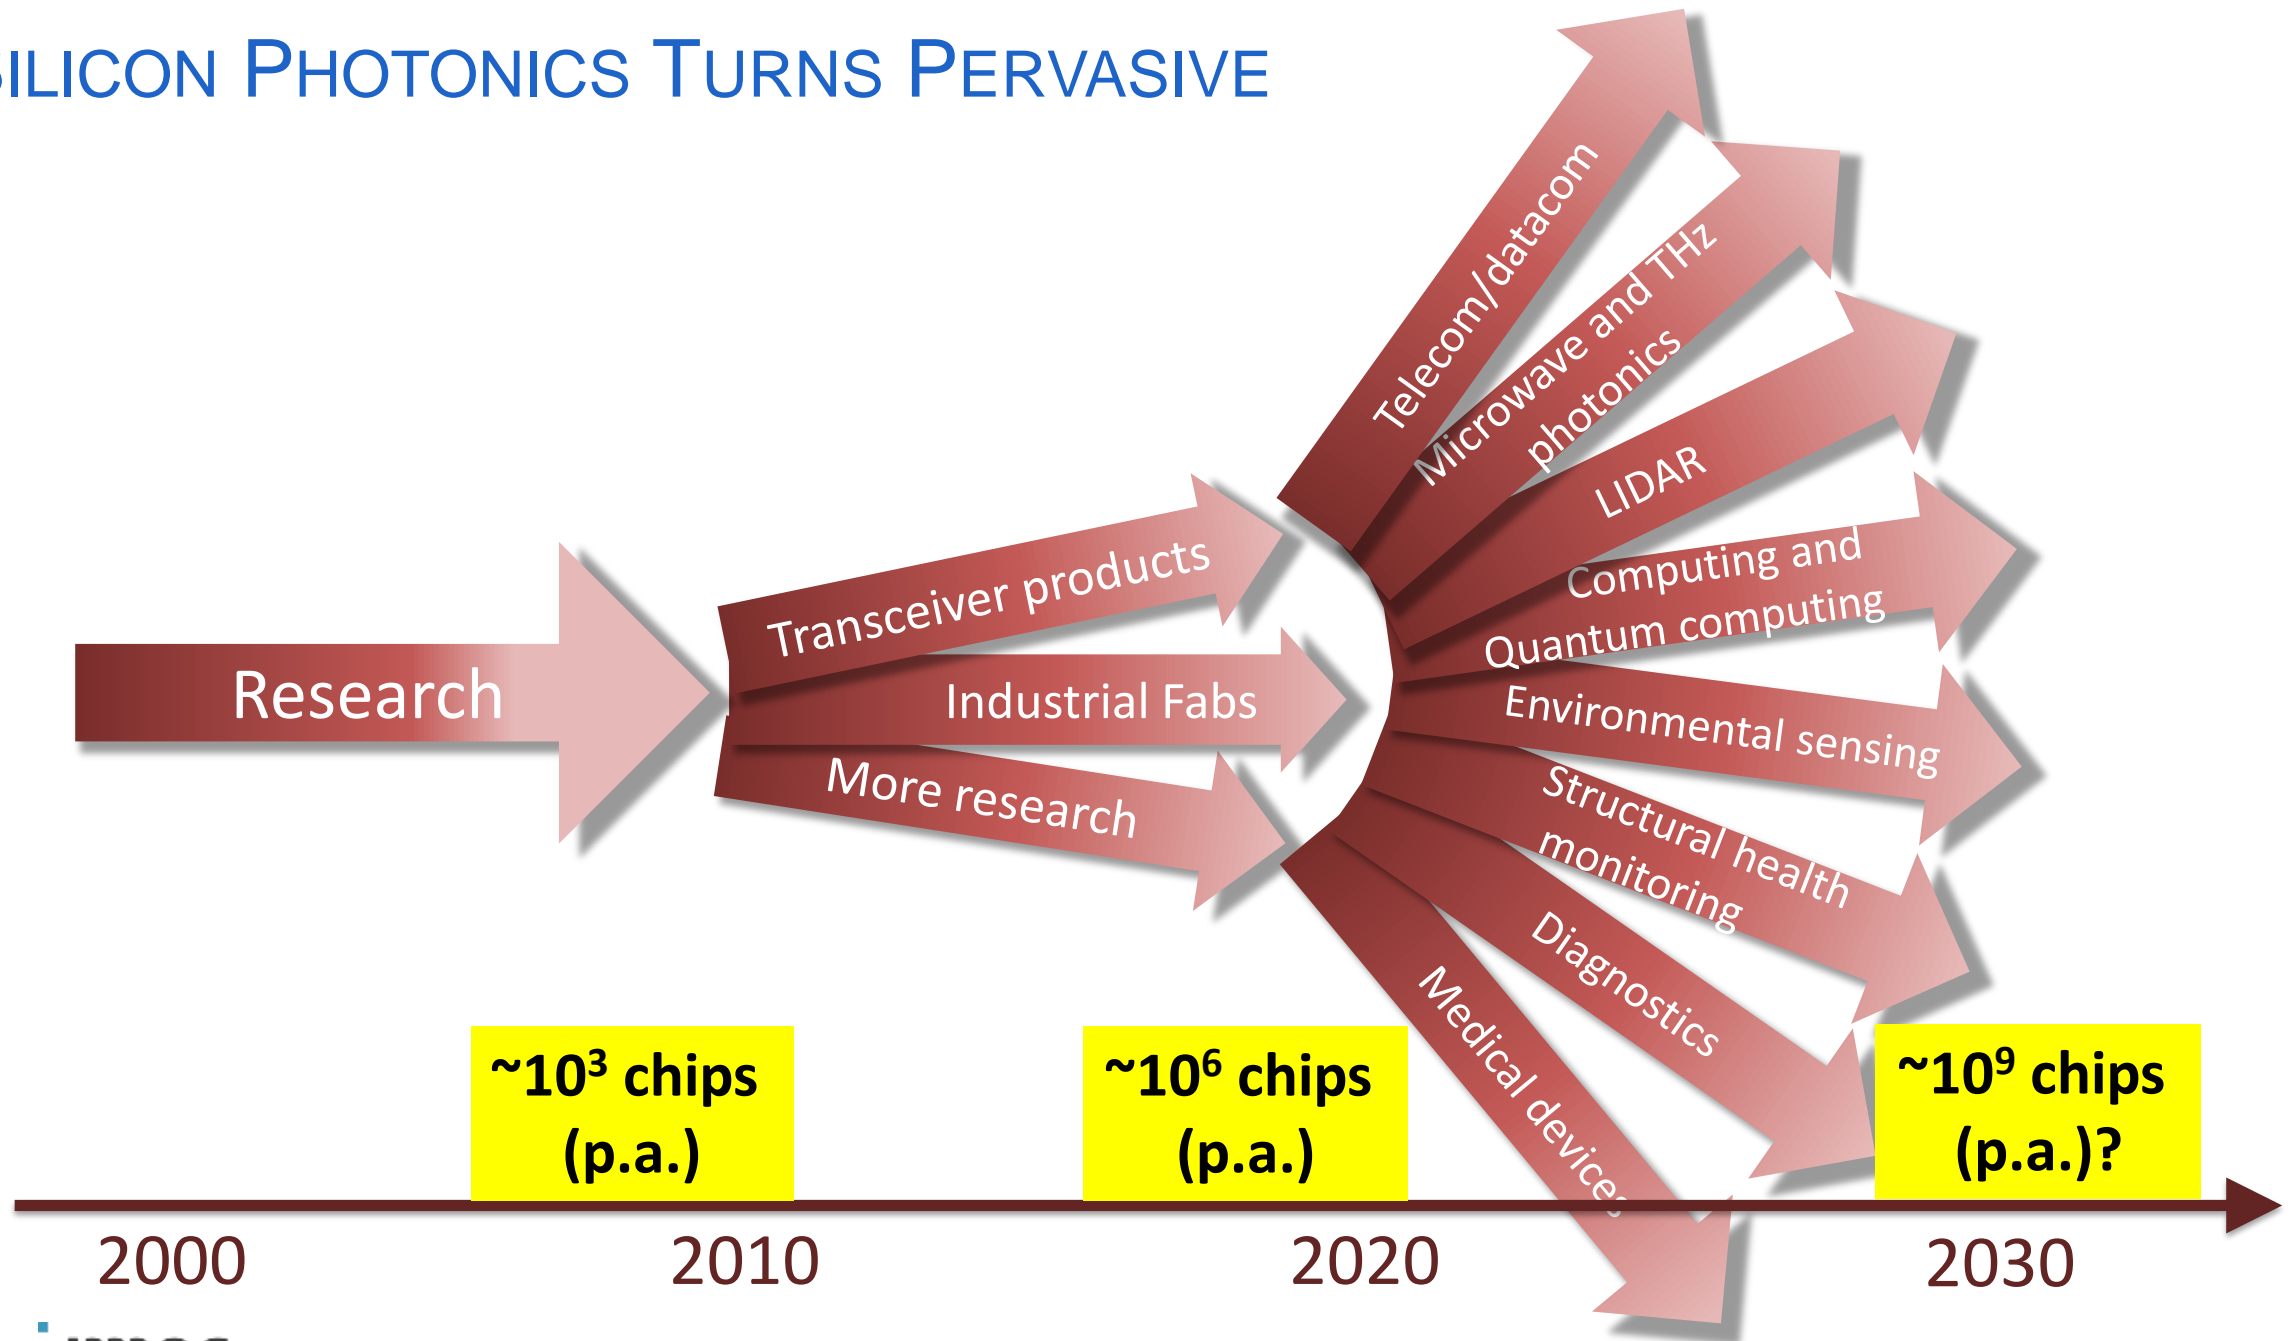 SILICON PHOTONICS TURNS PERVASIVE
Telecom/datacom
Microwave and THz
photonics
LIDAR
Computing and
Quantum computing
Environmental sensing
Structural health
monitoring
Diagnostics
Medical devices
Transceiver products
Research
Industrial Fabs
More research
~10³ chips
(p.a.)
~10⁶ chips
(p.a.)
~10⁹ chips
(p.a.)?
2000
2010
2020
2030